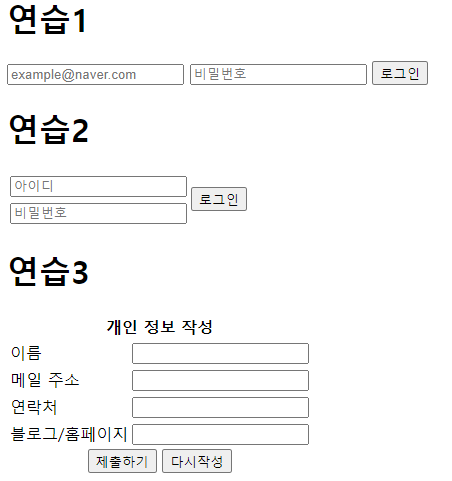 연습1
example@naver.com 비밀번호 로그인
연습2
아이디
비밀번호 로그인
연습3
개인 정보 작성
이름
메일 주소
연락처
블로그/홈페이지
제출하기 다시작성